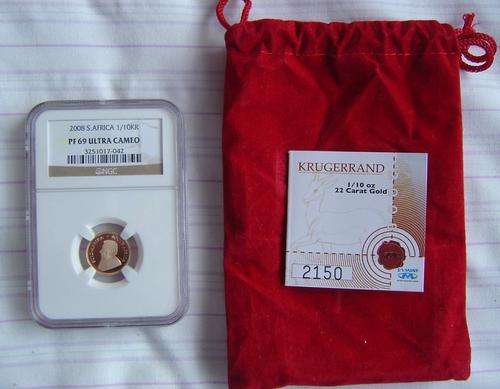 2008 S.AFRICA 1/10KR
PF 69 ULTRA CAMEO
3251017-042
NGC
KRUGERRAND
1/10 oz
22 Carat Gold
2150